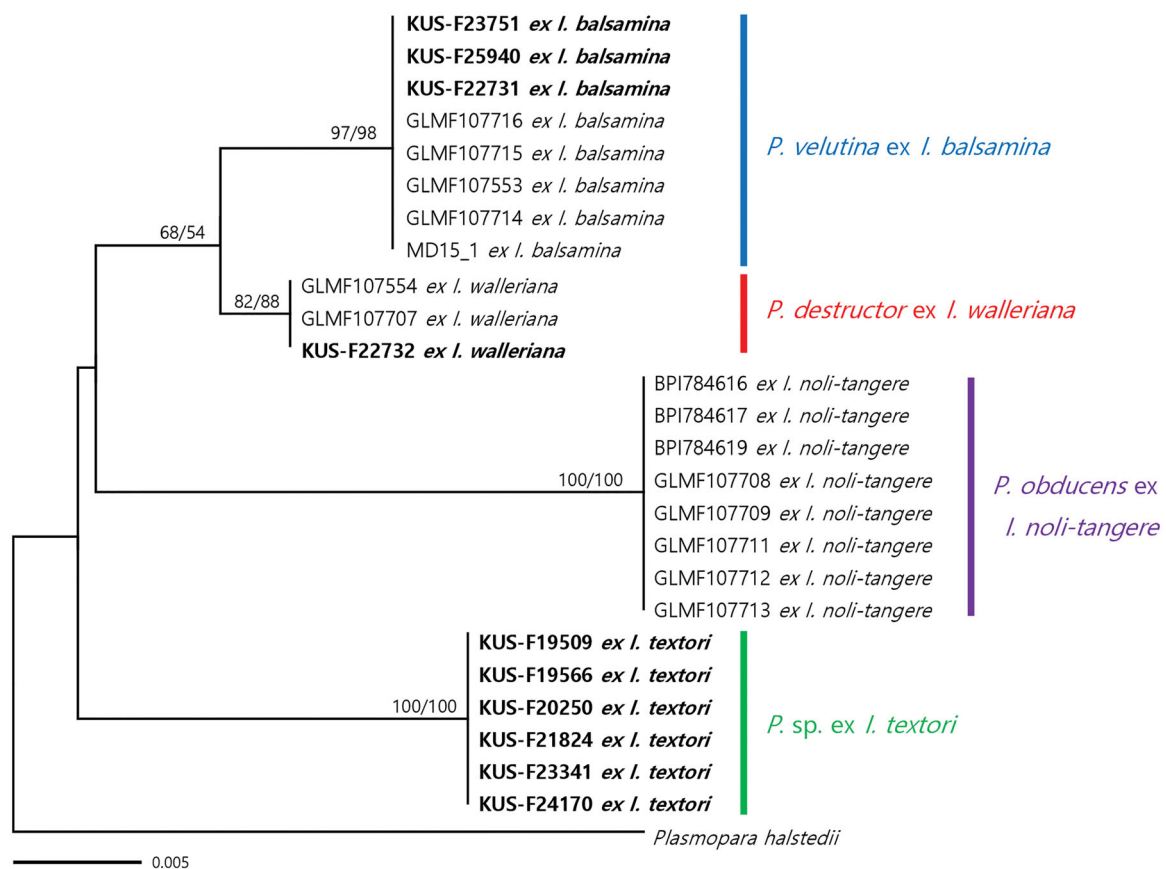 KUS-F23751 ex I. balsamina
KUS-F25940 ex I. balsamina
KUS-F22731 ex I. balsamina
GLMF107716 ex I. balsamina
97/98
P. velutina ex I. balsamina
GLMF107715 ex I. balsamina
GLMF107553 ex I. balsamina
GLMF107714 ex I. balsamina
68/54
MD15_1 ex I. balsamina
GLMF107554 ex I. walleriana
82/88
P. destructor ex I. walleriana
GLMF107707 ex I. walleriana
KUS-F22732 ex I. walleriana
BPI784616 ex I. noli-tangere
BPI784617 ex I. noli-tangere
BPI784619 ex I. noli-tangere
100/100
GLMF107708 ex I. noli-tangere
P. obducens ex
I. noli-tangere
GLMF107709 ex I. noli-tangere
GLMF107711 ex I. noli-tangere
GLMF107712 ex I. noli-tangere
GLMF107713 ex I. noli-tangere
KUS-F19509 ex I. textori
KUS-F19566 ex I. textori
100/100
KUS-F20250 ex I. textori
P. sp. ex I. textori
KUS-F21824 ex I. textori
KUS-F23341 ex I. textori
KUS-F24170 ex I. textori
Plasmopara halstedii
0.005